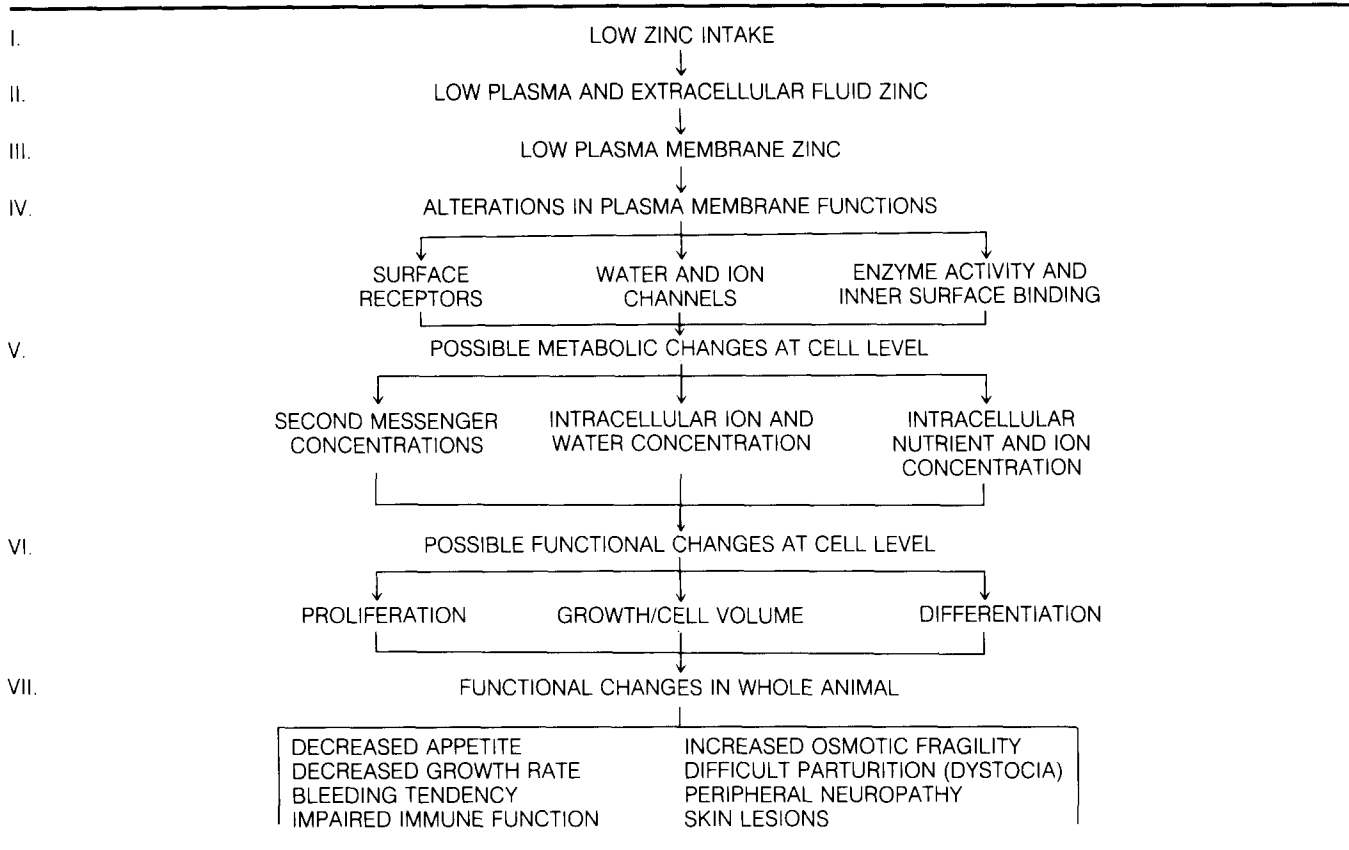 I. LOW ZINC INTAKE
II. LOW PLASMA AND EXTRACELLULAR FLUID ZINC
III. LOW PLASMA MEMBRANE ZINC
IV. ALTERATIONS IN PLASMA MEMBRANE FUNCTIONS
SURFACE
RECEPTORS
WATER AND ION
CHANNELS
ENZYME ACTIVITY AND
INNER SURFACE BINDING
V. POSSIBLE METABOLIC CHANGES AT CELL LEVEL
SECOND MESSENGER
CONCENTRATIONS
INTRACELLULAR ION AND
WATER CONCENTRATION
INTRACELLULAR
NUTRIENT AND ION
CONCENTRATION
VI. POSSIBLE FUNCTIONAL CHANGES AT CELL LEVEL
PROLIFERATION
GROWTH/CELL VOLUME
DIFFERENTIATION
VII. FUNCTIONAL CHANGES IN WHOLE ANIMAL
DECREASED APPETITE
DECREASED GROWTH RATE
BLEEDING TENDENCY
IMPAIRED IMMUNE FUNCTION
INCREASED OSMOTIC FRAGILITY
DIFFICULT PARTURITION (DYSTOCIA)
PERIPHERAL NEUROPATHY
SKIN LESIONS